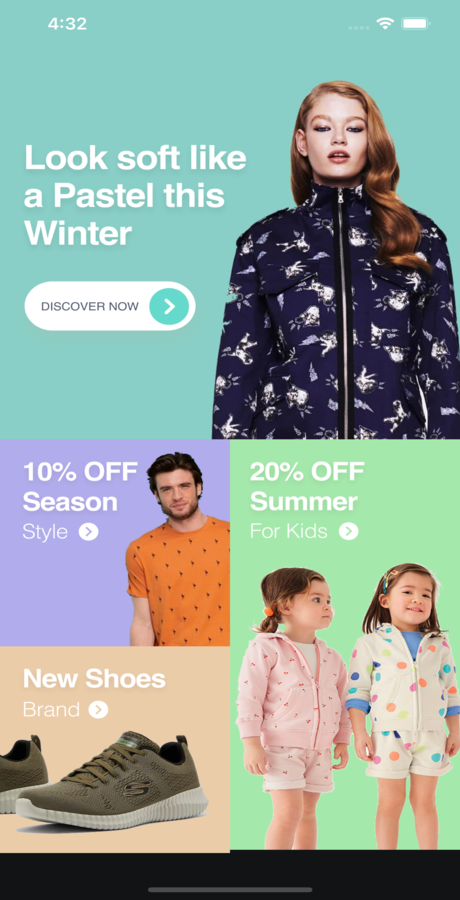 4:32
Look soft like
a Pastel this
Winter
DISCOVER NOW
10% OFF
Season
Style
20% OFF
Summer
For Kids
New Shoes
Brand